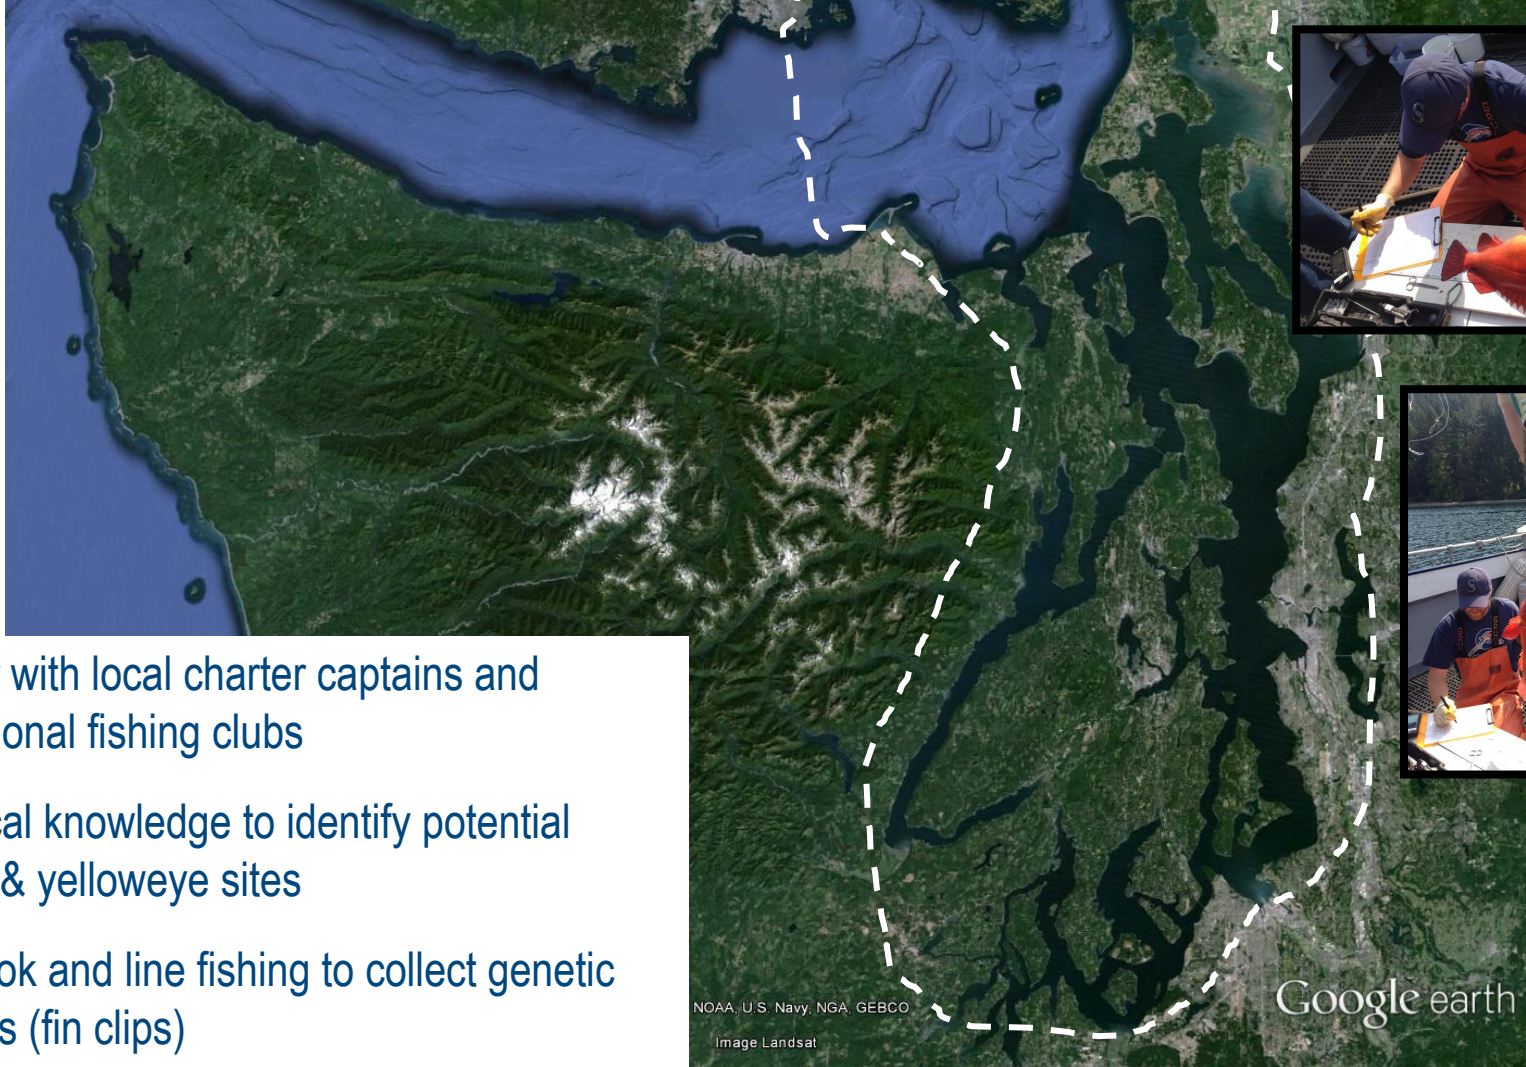 with local charter captains and
onal fishing clubs
cal knowledge to identify potential
& yelloweye sites
ok and line fishing to collect genetic
s (fin clips)
NOAA, U.S. Navy, NGA, GEBCO
Image Landsat
Google earth